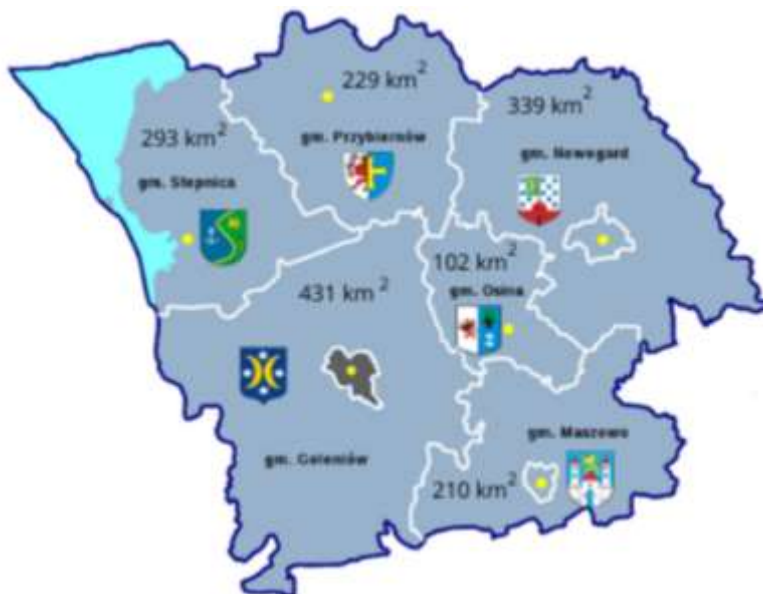 229 km²
gm. Przybiernów
339 km²
gm. Nowogard
293 km²
gm. Stepnica
102 km²
gm. Osina
431 km²
gm. Goleniów
gm. Maszewo
210 km²